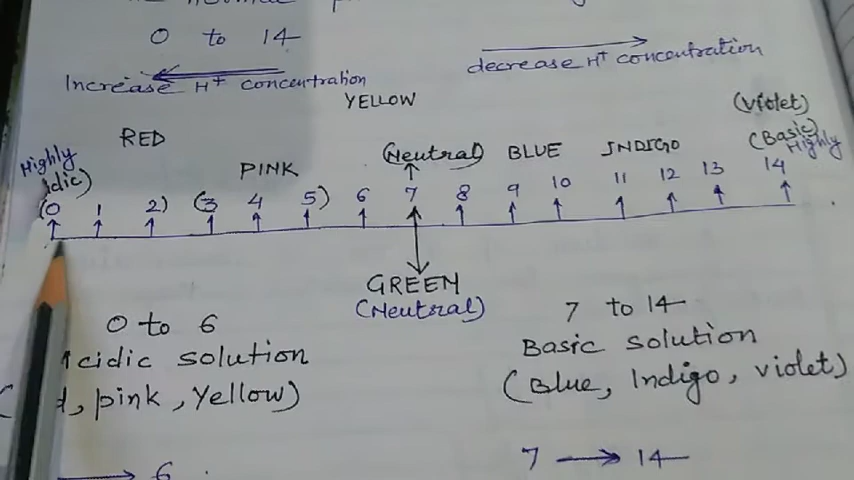 0 to 14
Increase H⁺ concentration
decrease H⁺ concentration
YELLOW
(violet)
RED
(Basic)
Highly
Highly
PINK
(Neutral)
BLUE
INDIGO
(0 1 2) (3 4 5) 6 7 8 9 10 11 12 13 14
GREEN
(Neutral)
0 to 6
7 to 14
solution
Basic solution
, pink, Yellow)
(Blue, Indigo, violet)
→ 6
7 → 14